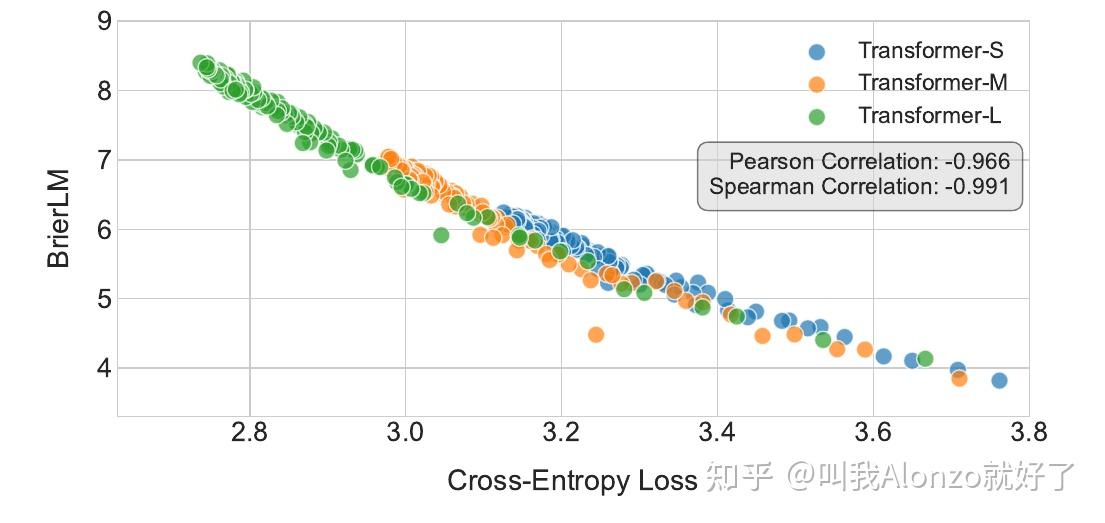 9
8
7
6
5
4
BrierLM
Transformer-S
Transformer-M
Transformer-L
Pearson Correlation: -0.966
Spearman Correlation: -0.991
2.8 3.0 3.2 3.4 3.6 3.8
Cross-Entropy Loss
知乎 @叫我Alonzo就好了